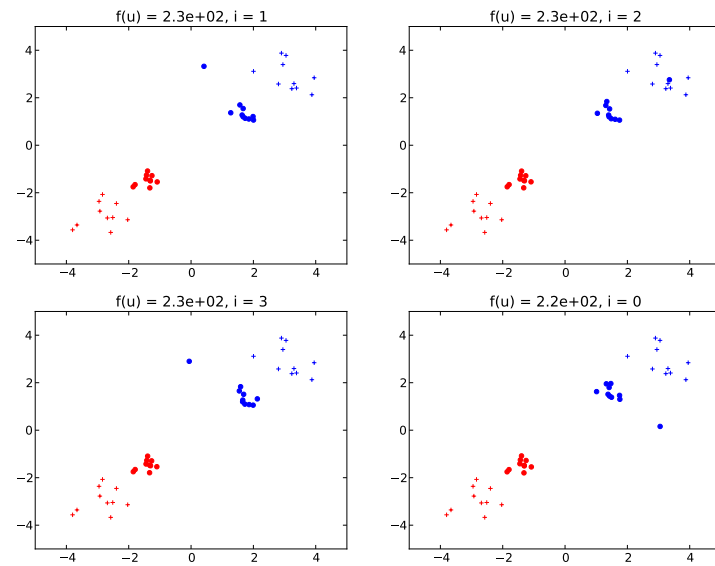 f(u) = 2.3e+02, i = 1
4
2
0
−2
−4
−4 −2 0 2 4
f(u) = 2.3e+02, i = 2
4
2
0
−2
−4
−4 −2 0 2 4
f(u) = 2.3e+02, i = 3
4
2
0
−2
−4
−4 −2 0 2 4
f(u) = 2.2e+02, i = 0
4
2
0
−2
−4
−4 −2 0 2 4